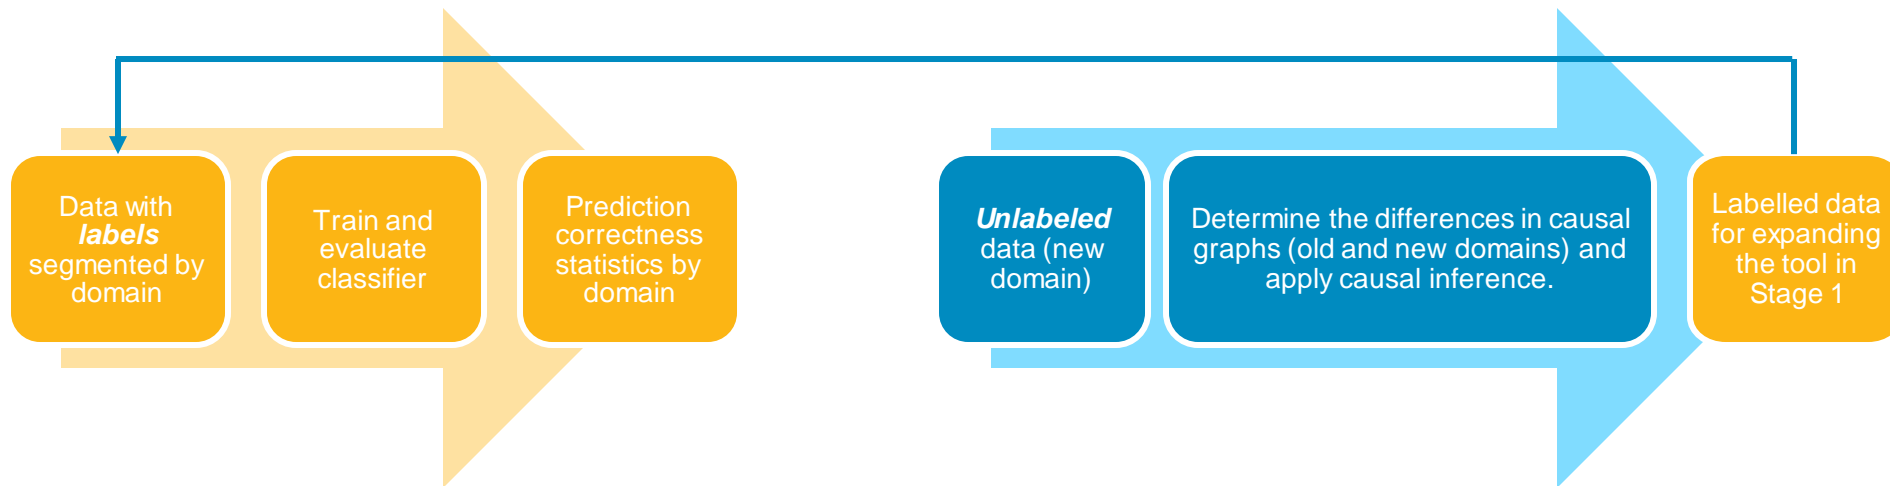 Data with
labels
segmented by
domain
Train and
evaluate
classifier
Prediction
correctness
statistics by
domain
Unlabeled
data (new
domain)
Determine the differences in causal
graphs (old and new domains) and
apply causal inference.
Labelled data
for expanding
the tool in
Stage 1